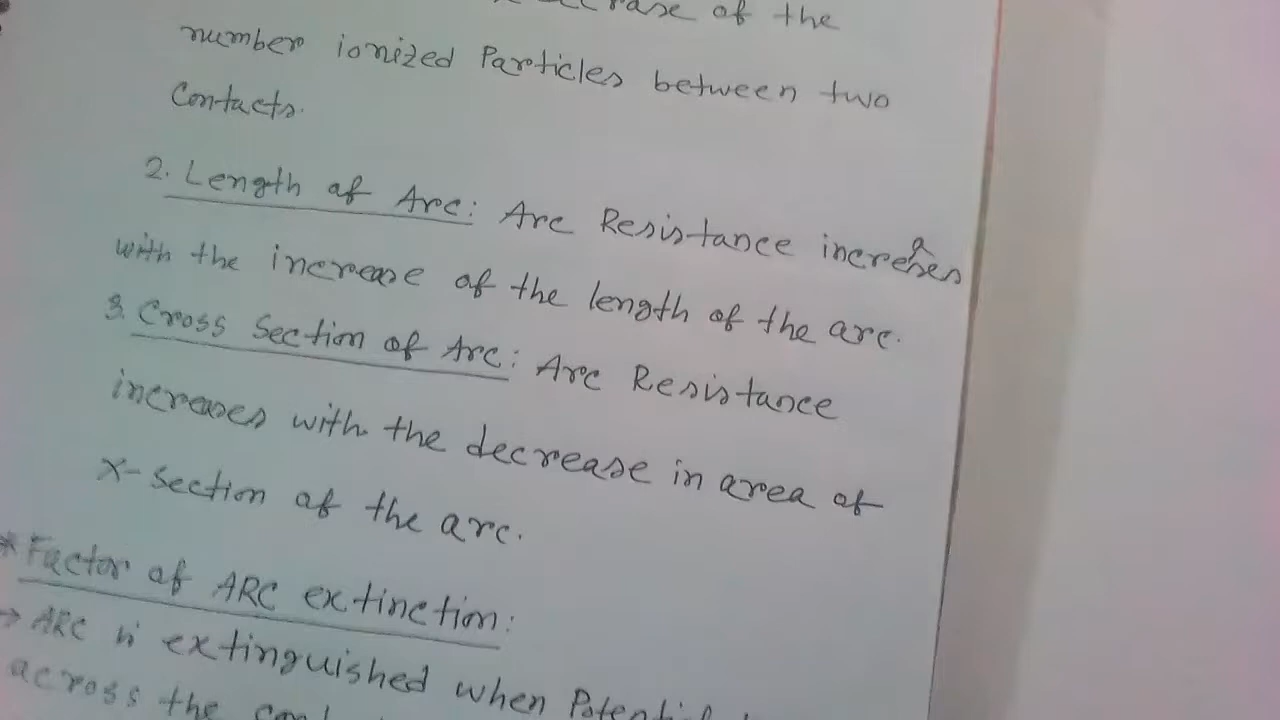 of the
number ionized Particles between two
Contacts.
2. Length of Arc: Arc Resistance increases
with the increase of the length of the arc.
3. Cross Section of Arc: Arc Resistance
increases with the decrease in area of
X-Section of the arc.
* Factor of ARC extinction:
→ ARC is extinguished when
across the